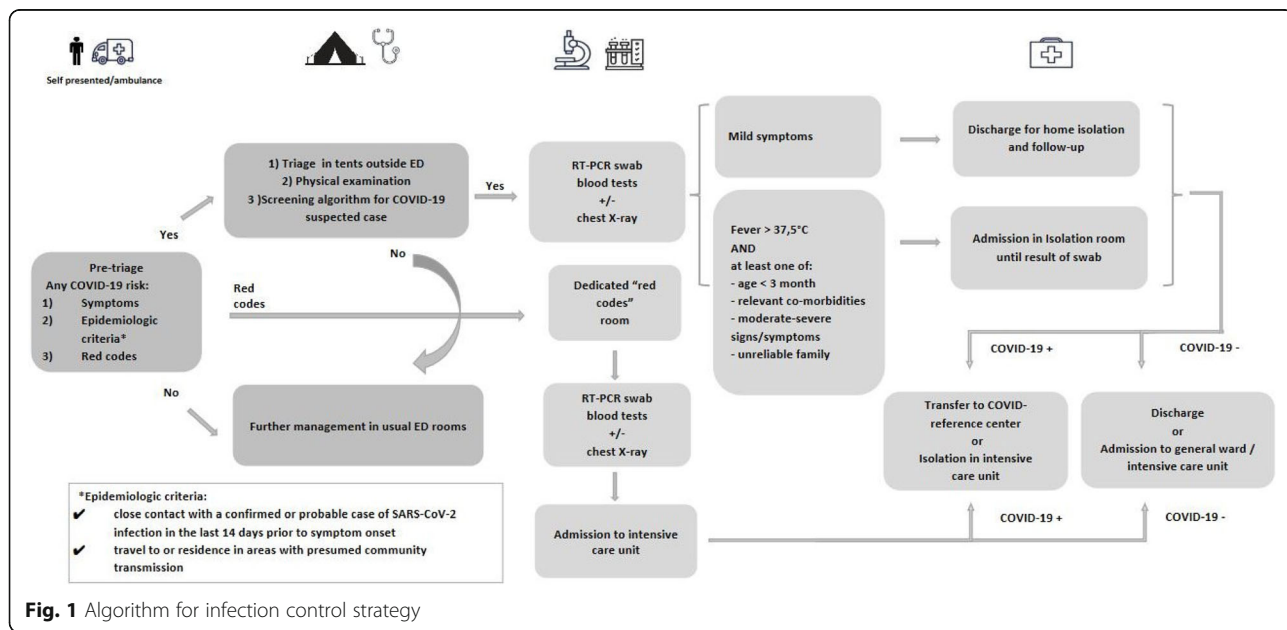 Self presented/ambulance
Pre-triage
Any COVID-19 risk:
1) Symptoms
2) Epidemiologic
criteria*
3) Red codes
Yes
1) Triage in tents outside ED
2) Physical examination
3 )Screening algorithm for COVID-19
suspected case
Yes
No
Red
codes
No
Further management in usual ED rooms
RT-PCR swab
blood tests
+/-
chest X-ray
Dedicated “red
codes”
room
RT-PCR swab
blood tests
+/-
chest X-ray
Admission to intensive
care unit
Mild symptoms
Fever > 37,5°C
AND
at least one of:
- age < 3 month
- relevant co-morbidities
- moderate-severe
signs/symptoms
- unreliable family
Discharge for home isolation
and follow-up
Admission in Isolation room
until result of swab
COVID-19 +
COVID-19 -
Transfer to COVID-
reference center
or
Isolation in intensive
care unit
Discharge
or
Admission to general ward /
intensive care unit
COVID-19 +
COVID-19 -
*Epidemiologic criteria:
✔ close contact with a confirmed or probable case of SARS-CoV-2
infection in the last 14 days prior to symptom onset
✔ travel to or residence in areas with presumed community
transmission
Fig. 1 Algorithm for infection control strategy